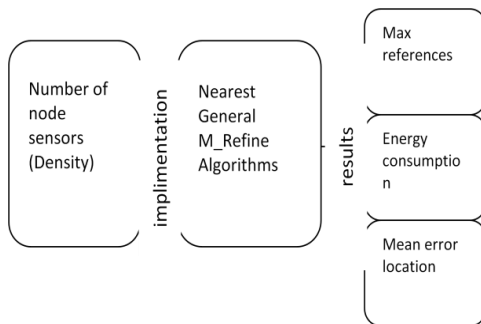 Number of
node
sensors
(Density)
implimentation
Nearest
General
M_Refine
Algorithms
results
Max
references
Energy
consumptio
n
Mean error
location